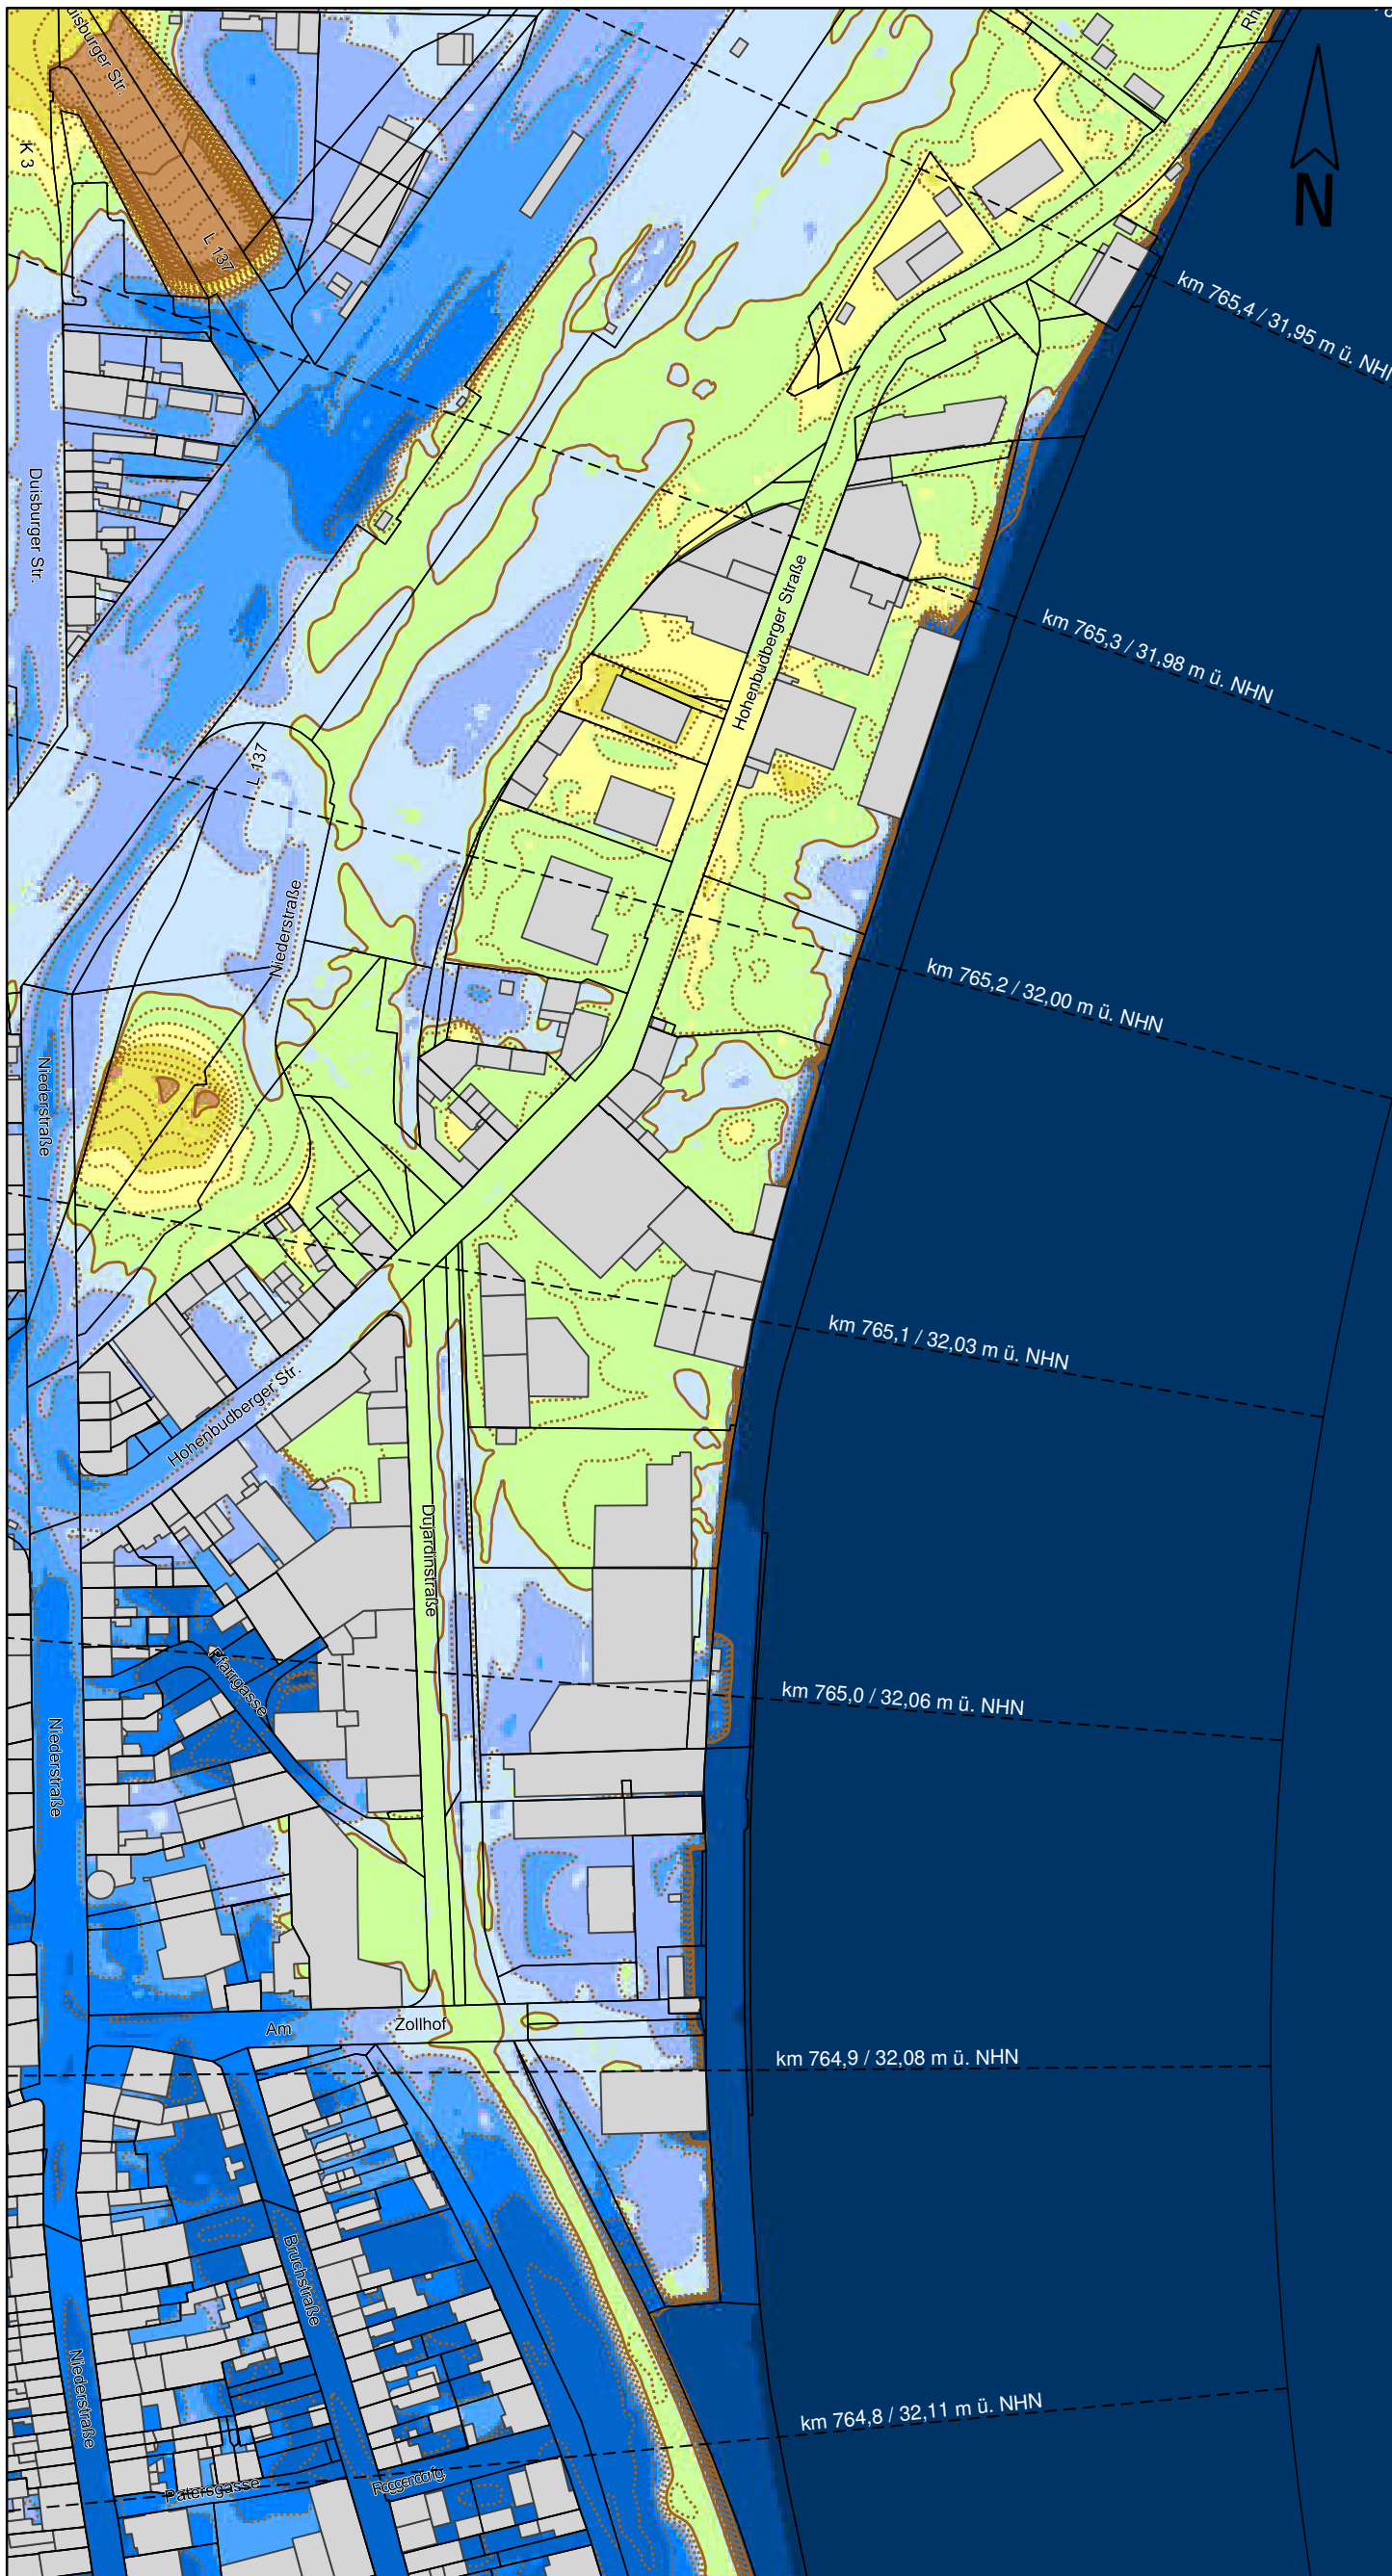 Duisburger Str.
Rh
K 3
N
L 137
km 765,4 / 31,95 m ü. NHN
Duisburger Str.
Hohenbudberger Straße
km 765,3 / 31,98 m ü. NHN
L 137
Niederstraße
km 765,2 / 32,00 m ü. NHN
Niederstraße
km 765,1 / 32,03 m ü. NHN
Hohenbudberger Str.
Dujardinstraße
Pfarrgasse
km 765,0 / 32,06 m ü. NHN
Niederstraße
Am Zollhof
km 764,9 / 32,08 m ü. NHN
Bruchstraße
Niederstraße
km 764,8 / 32,11 m ü. NHN
Patersgasse
Roggendorfg.